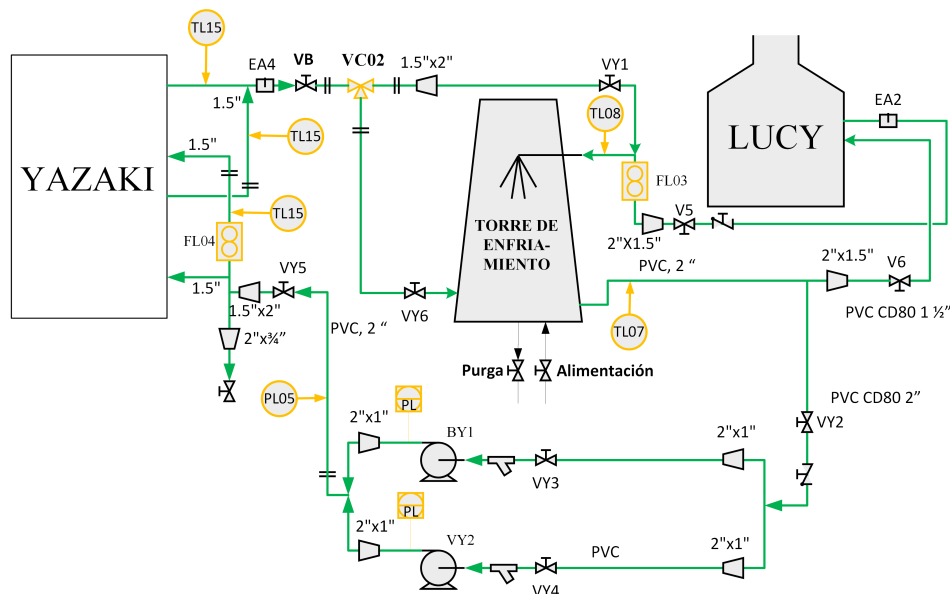 TL15
EA4
VB
VC02
1.5"x2"
VY1
1.5"
TL15
TL08
EA2
1.5"
YAZAKI
LUCY
FL03
TL15
FL04
TORRE DE
ENFRIA-
MIENTO
V5
2"X1.5"
1.5"
VY5
1.5"x2"
PVC, 2 “
VY6
PVC, 2 “
TL07
2"x1.5"
V6
PVC CD80 1 ½”
2"x¾”
Purga
Alimentación
PL05
PL
PVC CD80 2”
VY2
2"x1"
BY1
VY3
2"x1"
PL
2"x1"
VY2
PVC
VY4
2"x1"